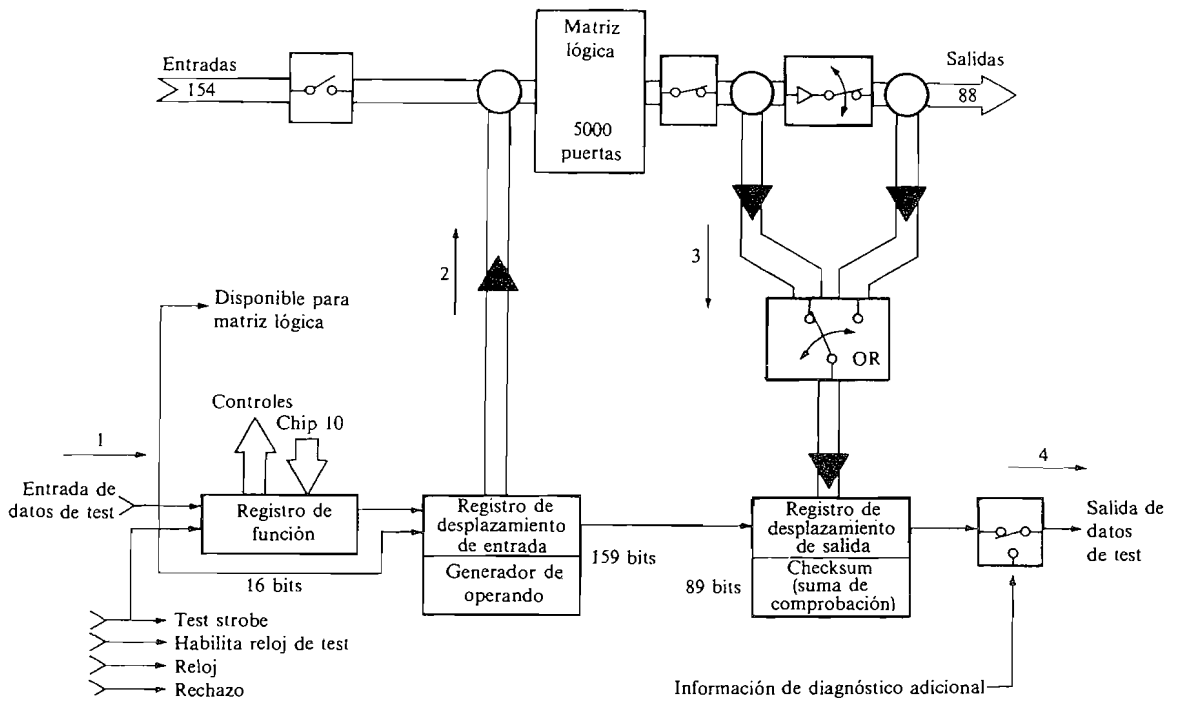 Matriz
lógica
5000
puertas
Entradas
154
Salidas
88
2
3
OR
Disponible para
matriz lógica
Controles
Chip 10
1
4
Entrada de
datos de test
Registro de
función
16 bits
Registro de
desplazamiento
de entrada
Generador de
operando
159 bits
Registro de
desplazamiento
de salida
Checksum
(suma de
comprobación)
89 bits
Salida de
datos
de test
Test strobe
Habilita reloj de test
Reloj
Rechazo
Información de diagnóstico adicional